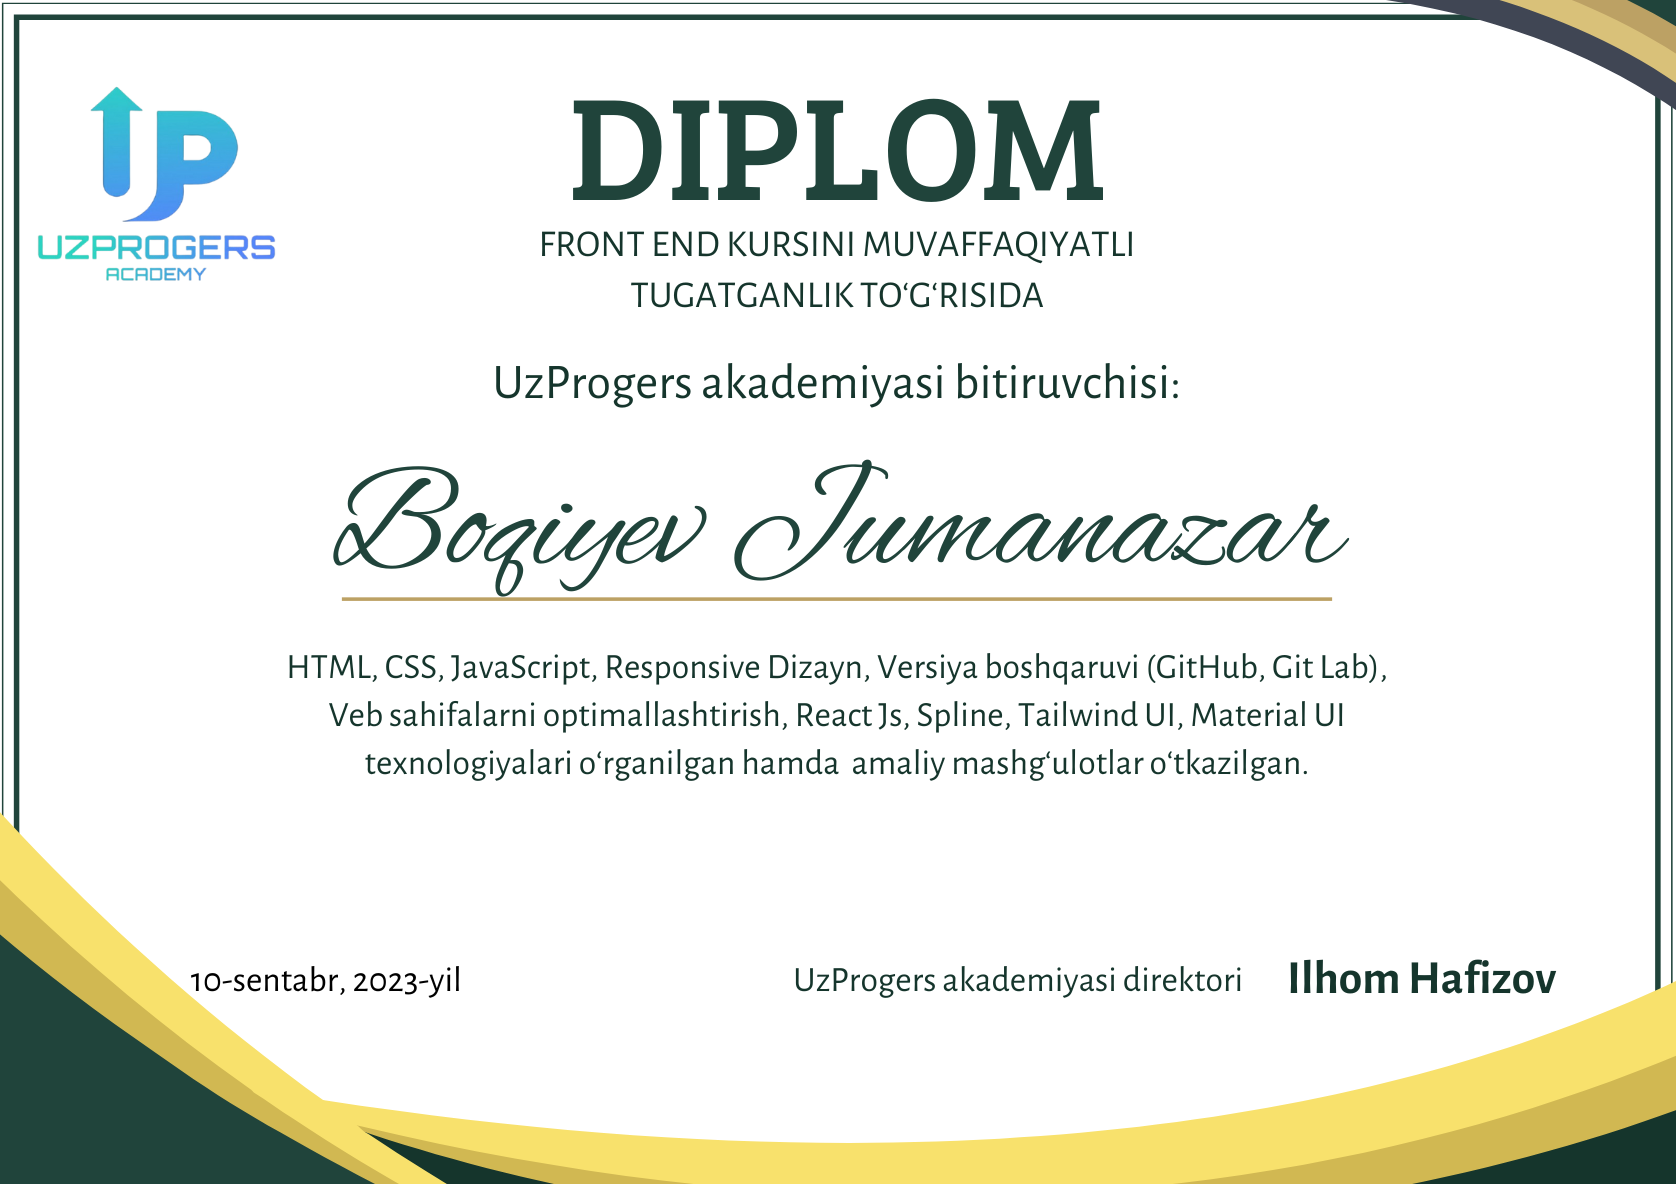 UZPROGERS
ACADEMY
DIPLOM
FRONT END KURSINI MUVAFFAQIYATLI
TUGATGANLIK TO‘G‘RISIDA
UzProgers akademiyasi bitiruvchisi:
Boqiyev Jumanazar
HTML, CSS, JavaScript, Responsive Dizayn, Versiya boshqaruvi (GitHub, Git Lab),
Veb sahifalarni optimallashtirish, React Js, Spline, Tailwind UI, Material UI
texnologiyalari o‘rganilgan hamda amaliy mashg‘ulotlar o‘tkazilgan.
10-sentabr, 2023-yil
UzProgers akademiyasi direktori Ilhom Hafizov